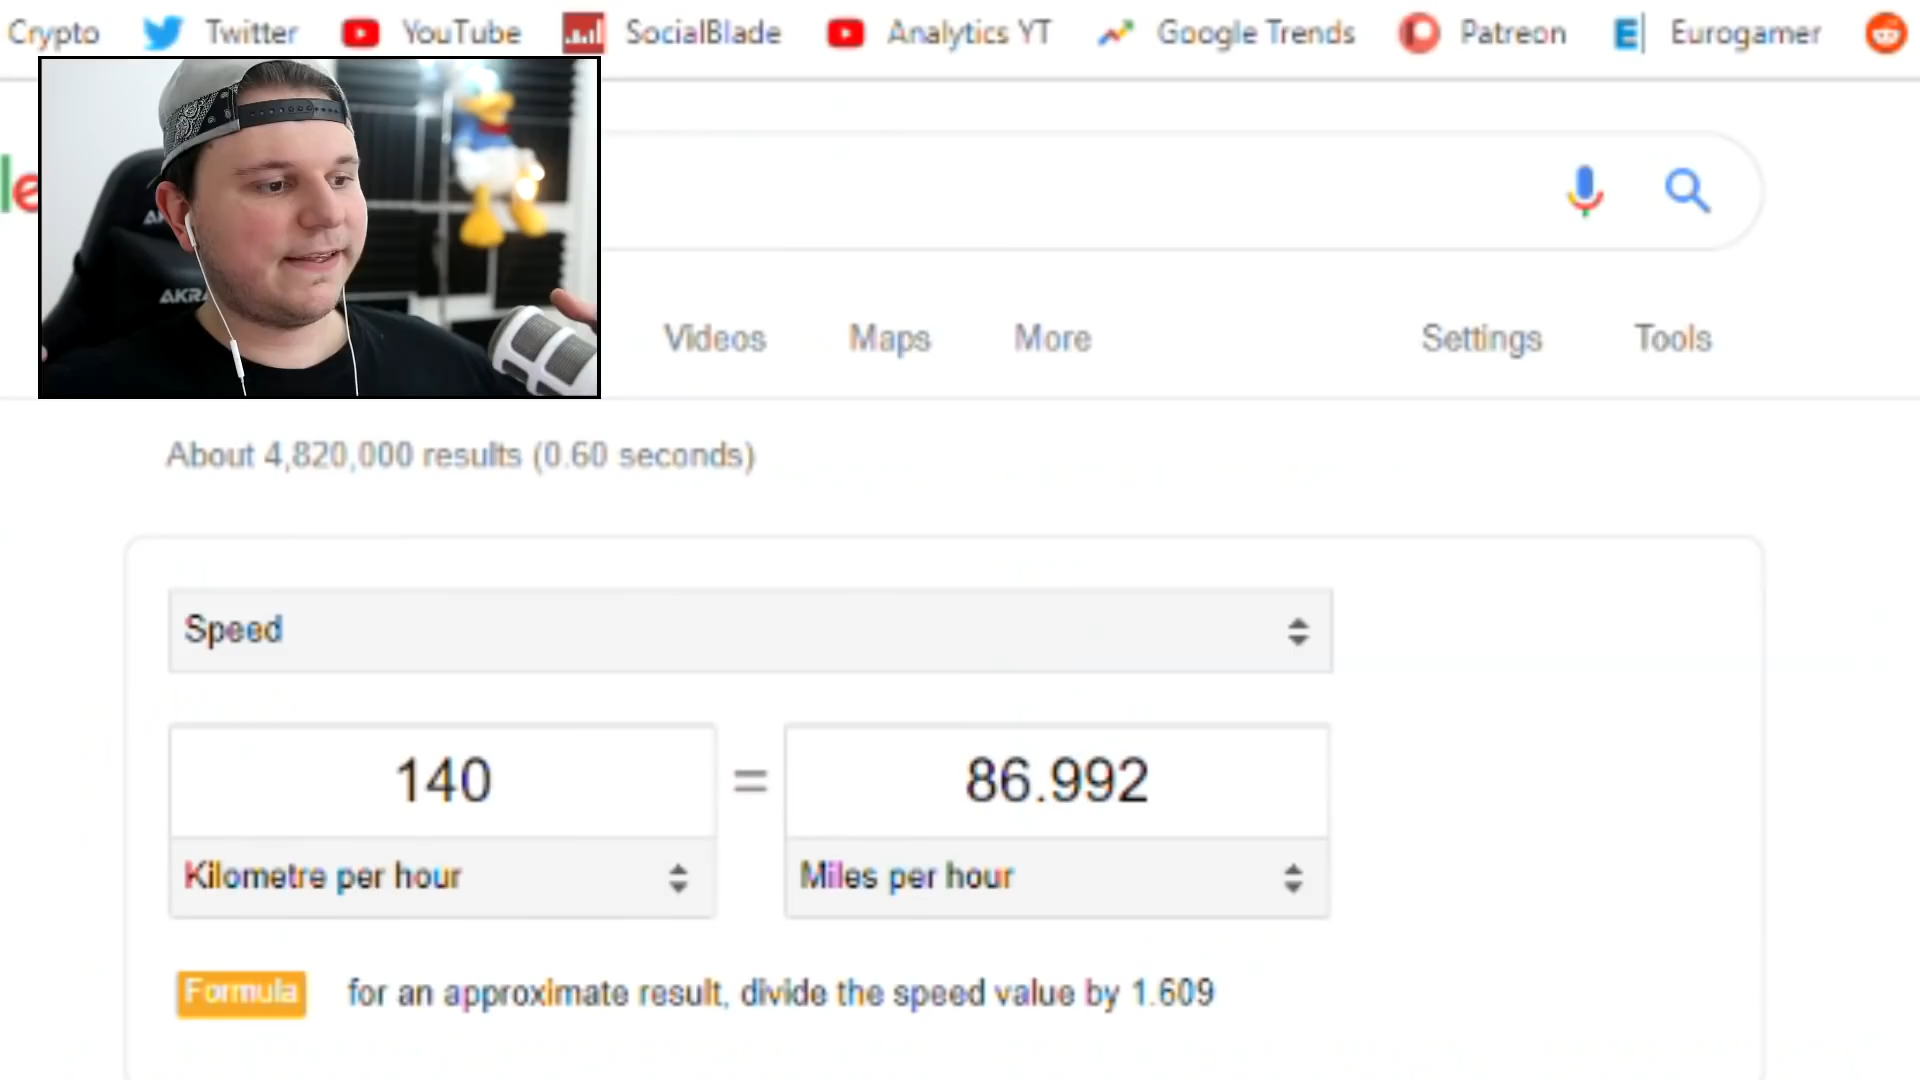 Crypto Twitter YouTube SocialBlade Analytics YT Google Trends Patreon E Eurogamer
le
AKRA
Videos Maps More Settings Tools
About 4,820,000 results (0.60 seconds)
Speed
140 = 86.992
Kilometre per hour Miles per hour
Formula for an approximate result, divide the speed value by 1.609